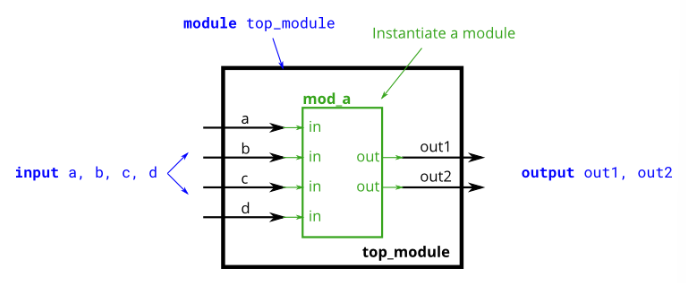 module top_module
Instantiate a module
mod_a
a
in
b
in
out
out1
input a, b, c, d
output out1, out2
c
in
out
out2
d
in
top_module